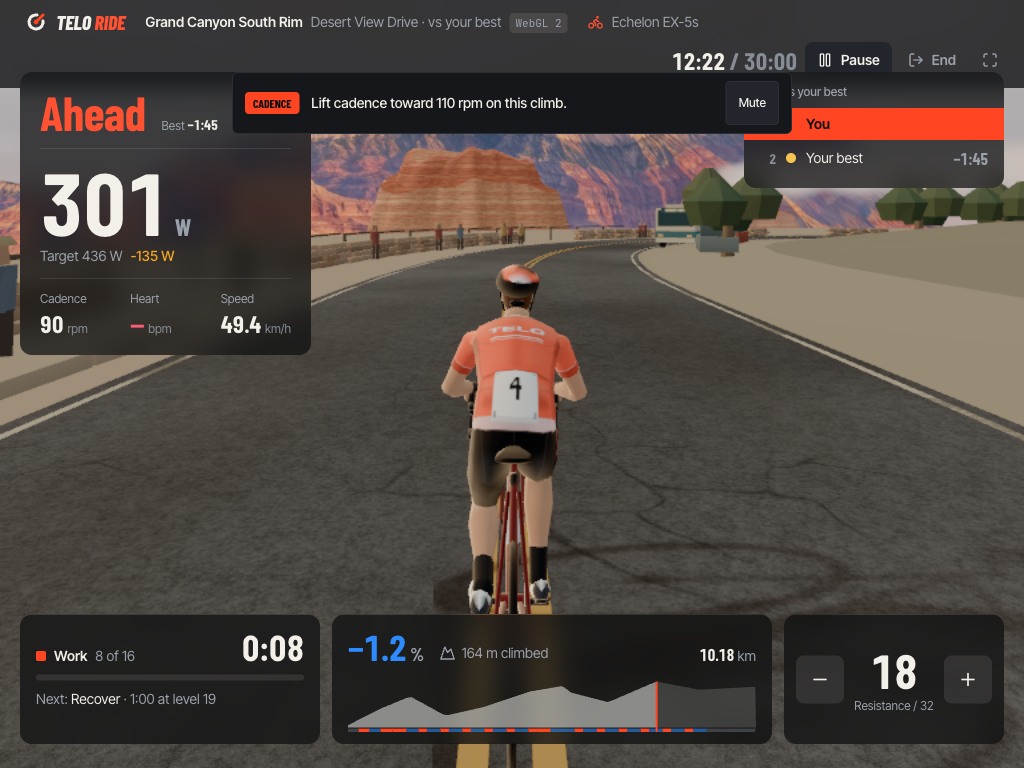 TELO RIDE Grand Canyon South Rim Desert View Drive · vs your best WebGL 2 Echelon EX-5s
12:22 / 30:00 Pause End
CADENCE Lift cadence toward 110 rpm on this climb. Mute
Ahead Best −1:45
301 W
Target 436 W -135 W
Cadence Heart Speed
90 rpm — bpm 49.4 km/h
s your best
You
2 Your best −1:45
TELO
4
Work 8 of 16 0:08
Next: Recover · 1:00 at level 19
−1.2 % 164 m climbed 10.18 km
− 18 +
Resistance / 32